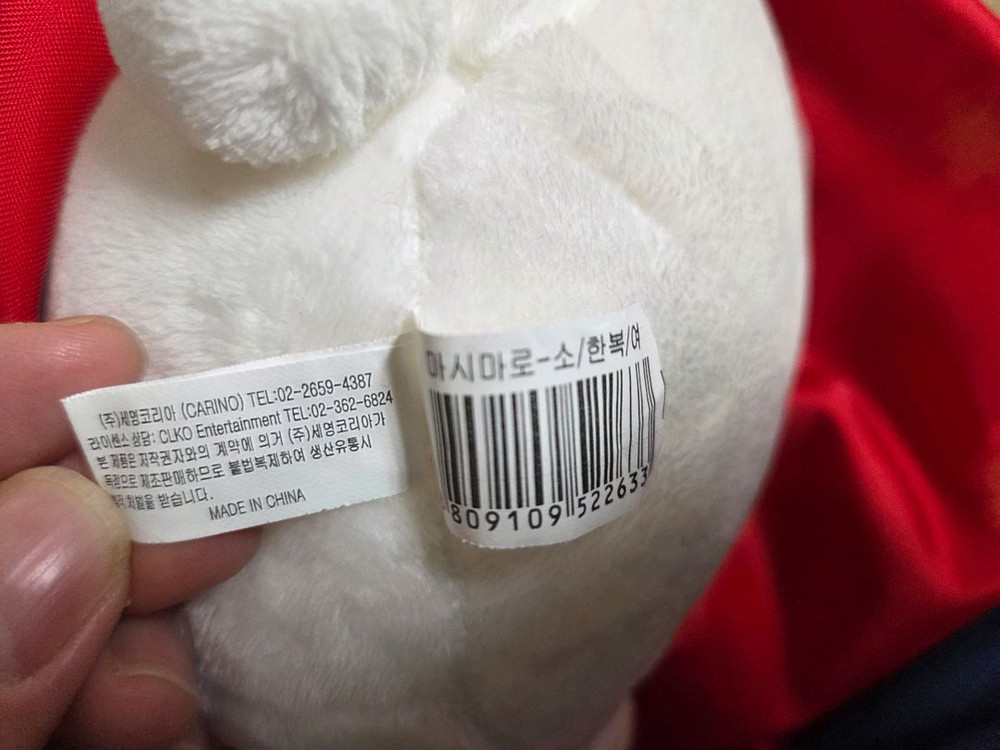 (주)세영코리아 (CARINO) TEL:02-2659-4387
라이센스 상담: CLKO Entertainment TEL:02-362-6824
본 제품은 저작권자와의 계약에 의거 (주)세영코리아가
독점으로 제조판매하므로 불법복제하여 생산유통시
처벌을 받습니다.
MADE IN CHINA
마시마로-소/한복/여
809109 522633